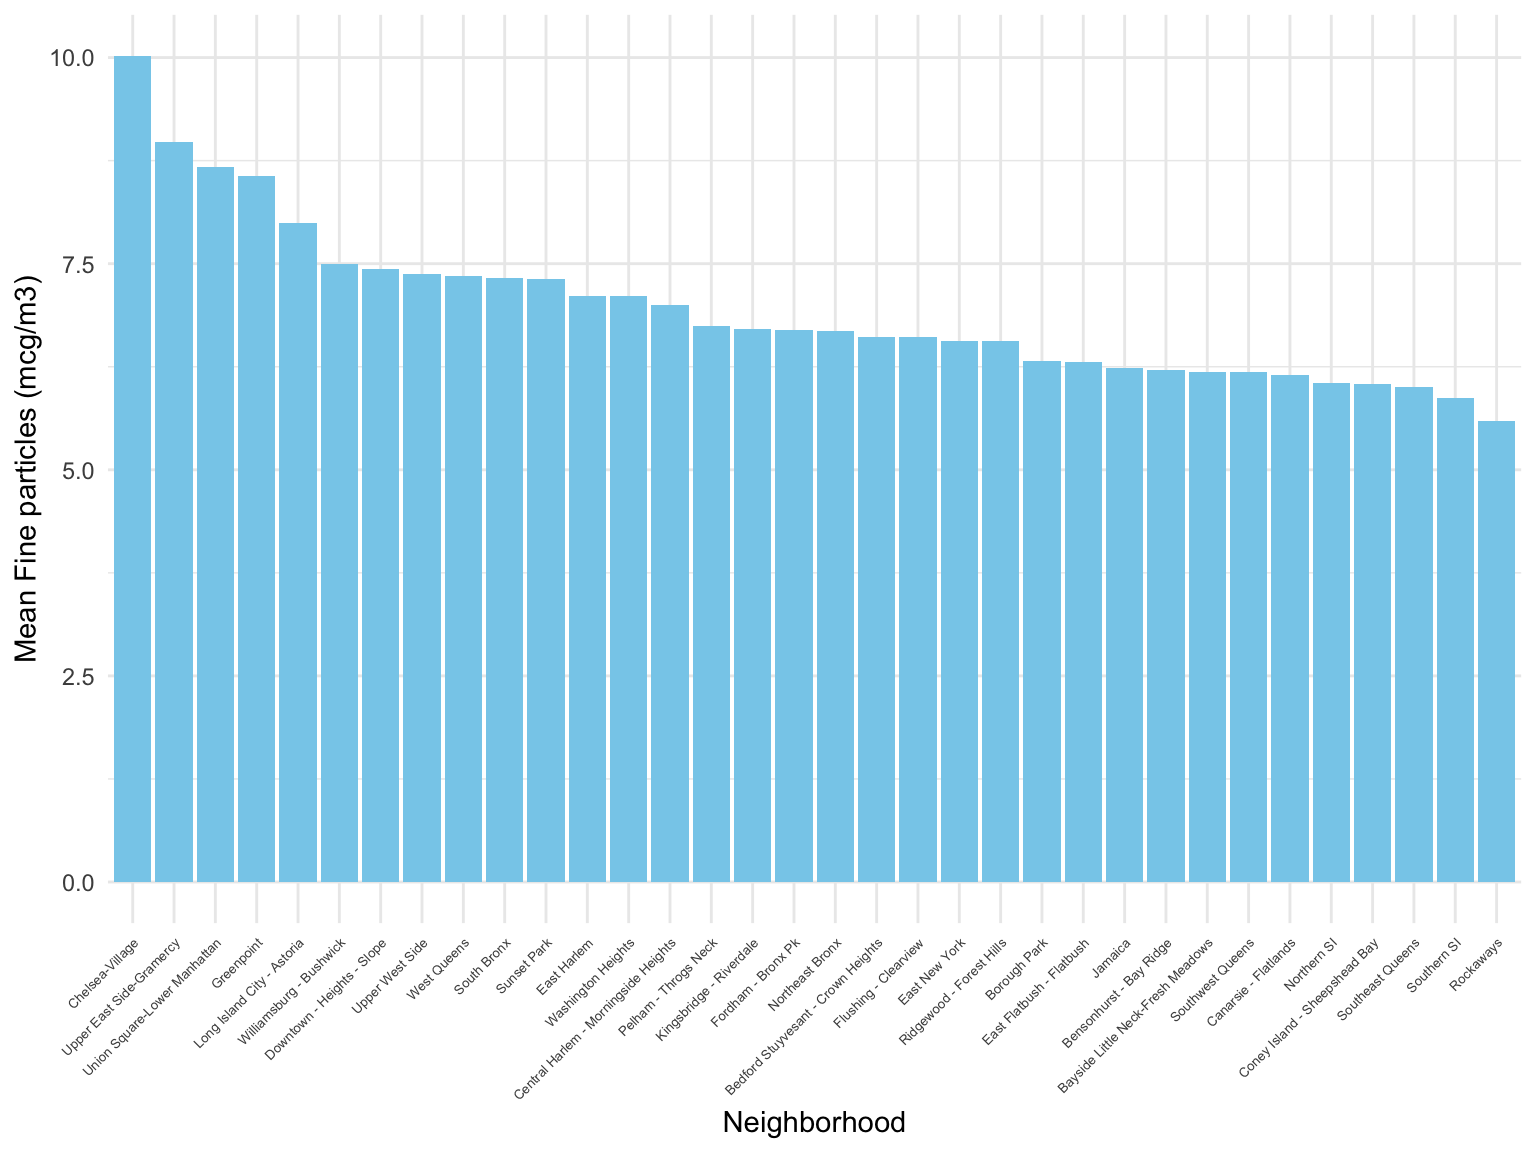 Mean Fine particles (mcg/m3)
10.0
7.5
5.0
2.5
0.0
Chelsea-Village
Upper East Side-Gramercy
Union Square-Lower Manhattan
Greenpoint
Long Island City - Astoria
Williamsburg - Bushwick
Downtown - Heights - Slope
Upper West Side
West Queens
South Bronx
Sunset Park
East Harlem
Washington Heights
Central Harlem - Morningside Heights
Pelham - Throgs Neck
Kingsbridge - Riverdale
Fordham - Bronx Pk
Northeast Bronx
Bedford Stuyvesant - Crown Heights
Flushing - Clearview
East New York
Ridgewood - Forest Hills
Borough Park
East Flatbush - Flatbush
Jamaica
Bensonhurst - Bay Ridge
Bayside Little Neck-Fresh Meadows
Southwest Queens
Canarsie - Flatlands
Northern SI
Coney Island - Sheepshead Bay
Southeast Queens
Southern SI
Rockaways
Neighborhood